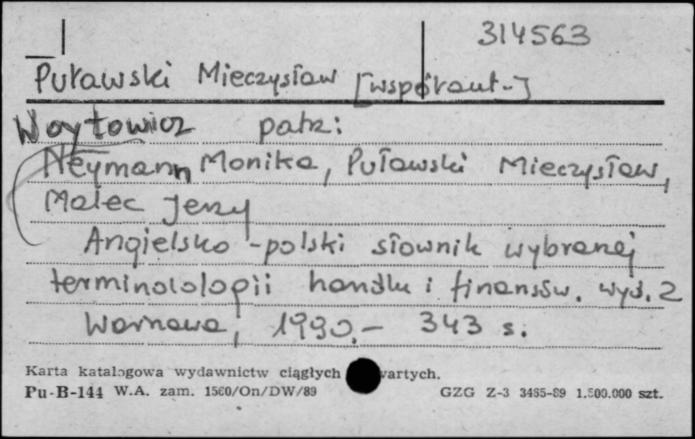 314563
Puławski Mieczysław [współaut.]
Woytowicz patrz:
Neymann Monika, Puławski Mieczysław,
Malec Jerzy
Angielsko-polski słownik wybranej
terminolologii handlu i finansów. wyd. 2
Warszawa, 1990.- 343 s.
Karta katalogowa wydawnictw ciągłych wartych.
Pu-B-144 W.A. zam. 1560/On/DW/89 GZG Z-3 3485-89 1.500.000 szt.